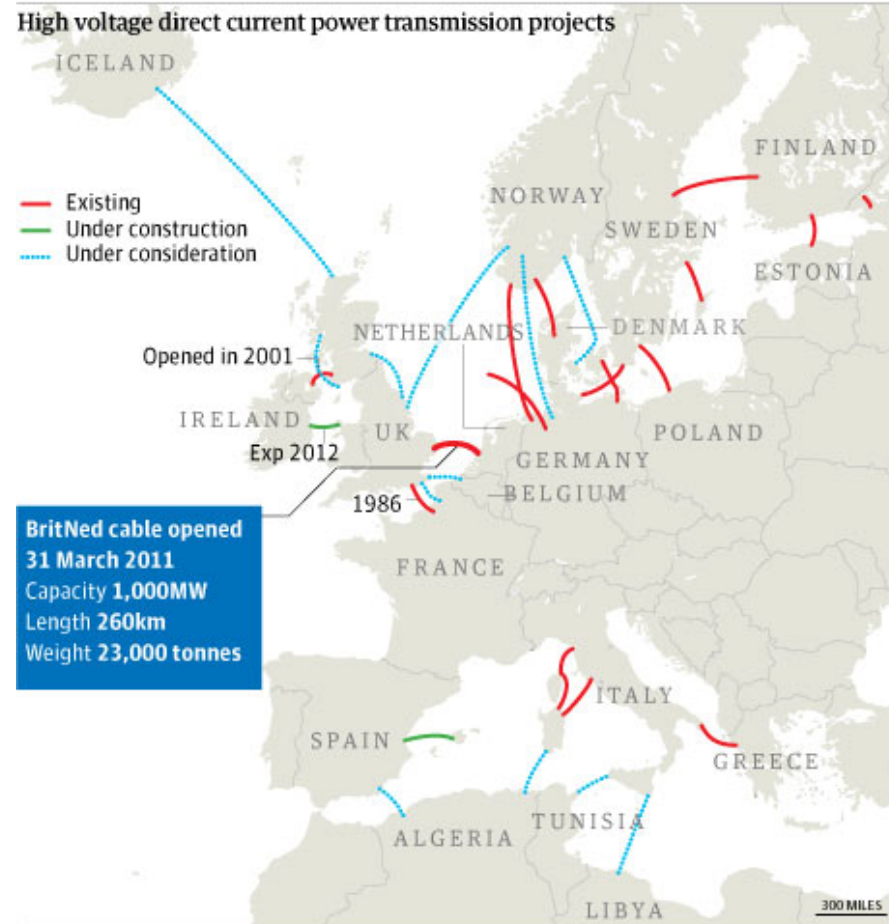 High voltage direct current power transmission projects
ICELAND
FINLAND
NORWAY
Existing
Under construction
SWEDEN
Under consideration
ESTONIA
NETHERLANDS
DENMARK
Opened in 2001
IRELAND
UK
POLAND
Exp 2012
GERMANY
BELGIUM
1986
BritNed cable opened
31 March 2011
Capacity 1,000MW
Length 260km
Weight 23,000 tonnes
FRANCE
ITALY
SPAIN
GREECE
TUNISIA
ALGERIA
300 MILES
LIBYA